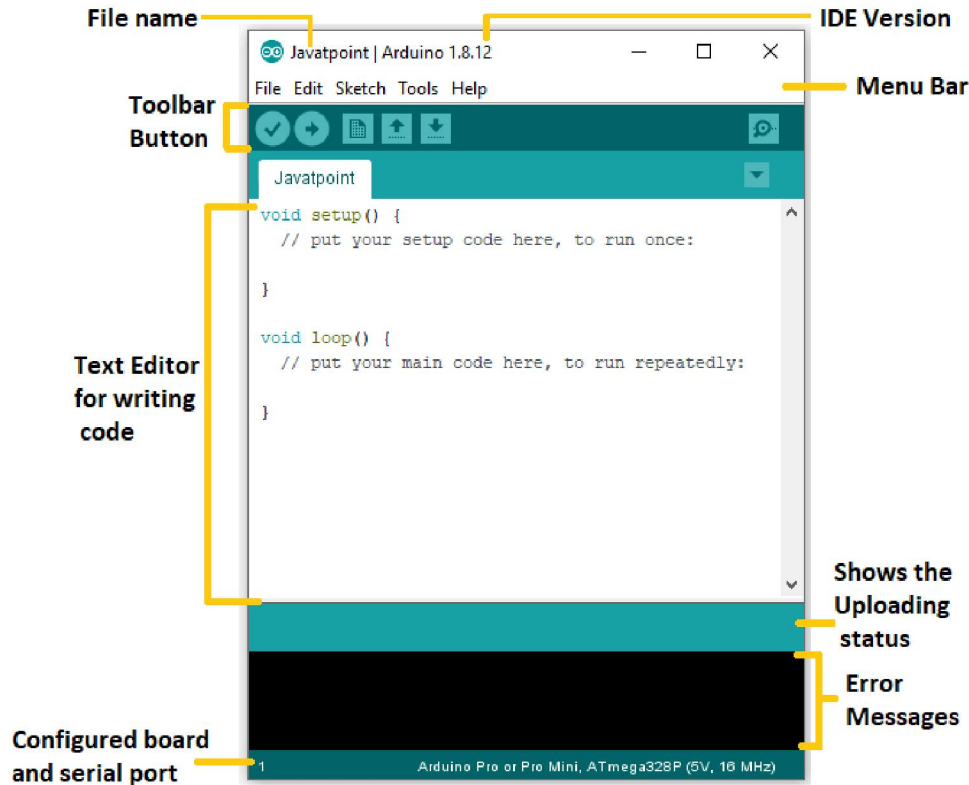 File name
IDE Version
Javatpoint | Arduino 1.8.12
File Edit Sketch Tools Help
Menu Bar
Toolbar
Button
Javatpoint
void setup() {
// put your setup code here, to run once:
}
void loop() {
// put your main code here, to run repeatedly:
}
Text Editor
for writing
code
Shows the
Uploading
status
Error
Messages
Configured board
and serial port
1
Arduino Pro or Pro Mini, ATmega328P (5V, 16 MHz)